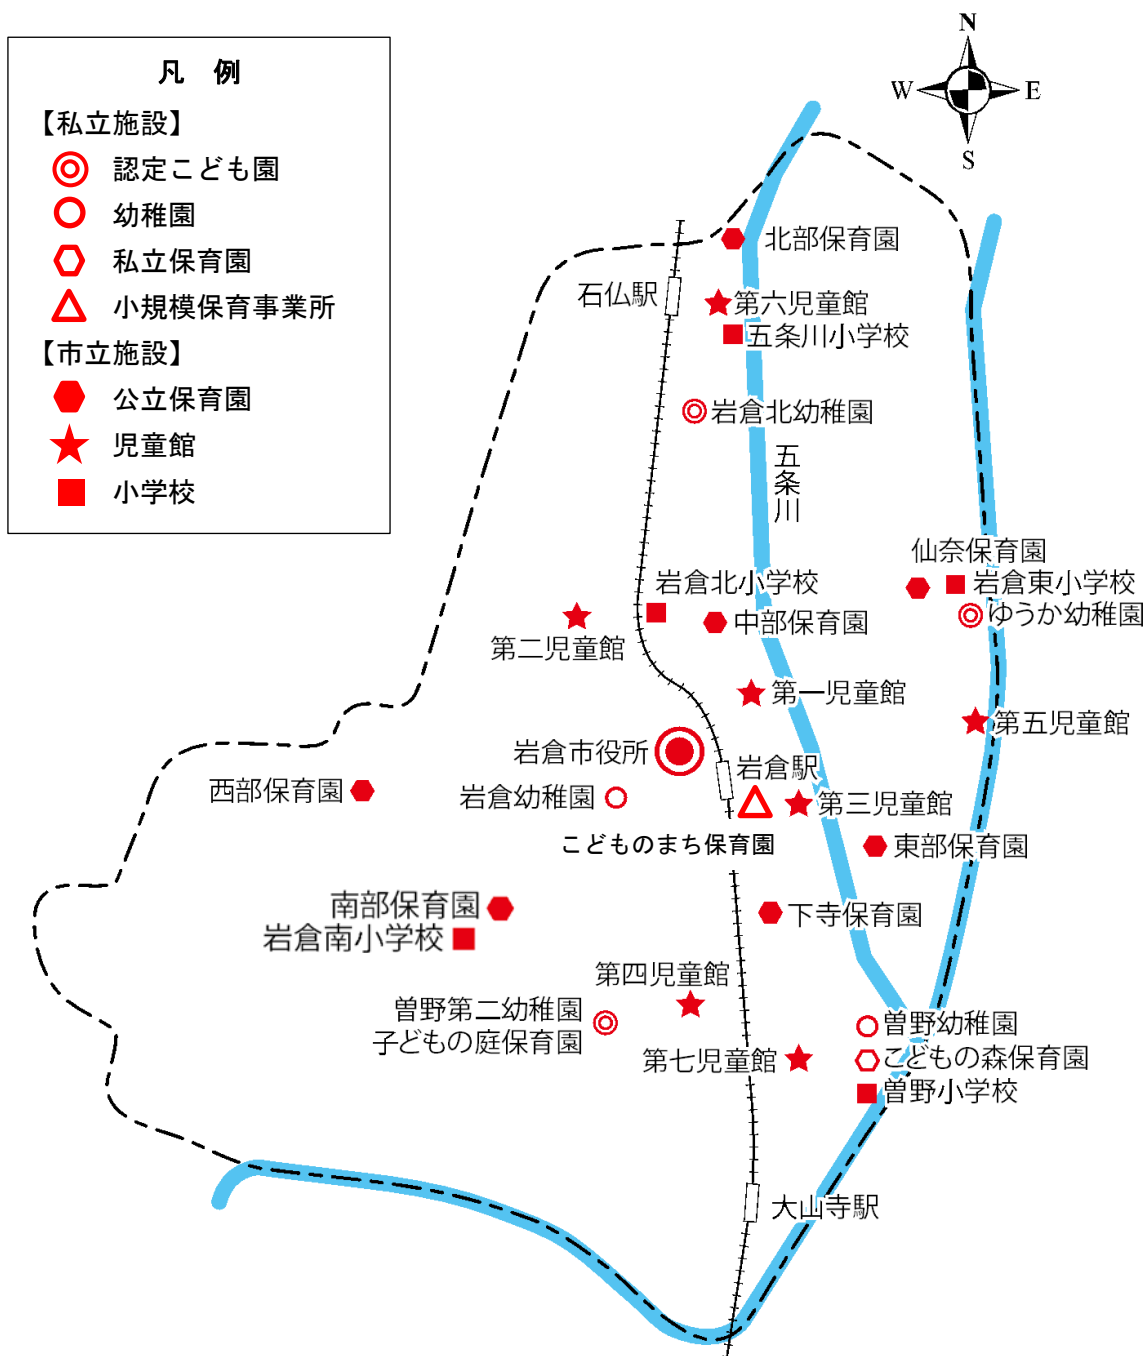 凡 例
【私立施設】
認定こども園
幼稚園
私立保育園
小規模保育事業所
【市立施設】
公立保育園
児童館
小学校
N
W
E
S
北部保育園
石仏駅
第六児童館
五条川小学校
岩倉北幼稚園
五条川
仙奈保育園
岩倉北小学校
岩倉東小学校
ゆうか幼稚園
中部保育園
第二児童館
第一児童館
第五児童館
岩倉市役所
岩倉駅
西部保育園
岩倉幼稚園
第三児童館
こどものまち保育園
東部保育園
南部保育園
下寺保育園
岩倉南小学校
第四児童館
曽野第二幼稚園
子どもの庭保育園
曽野幼稚園
第七児童館
こどもの森保育園
曽野小学校
大山寺駅